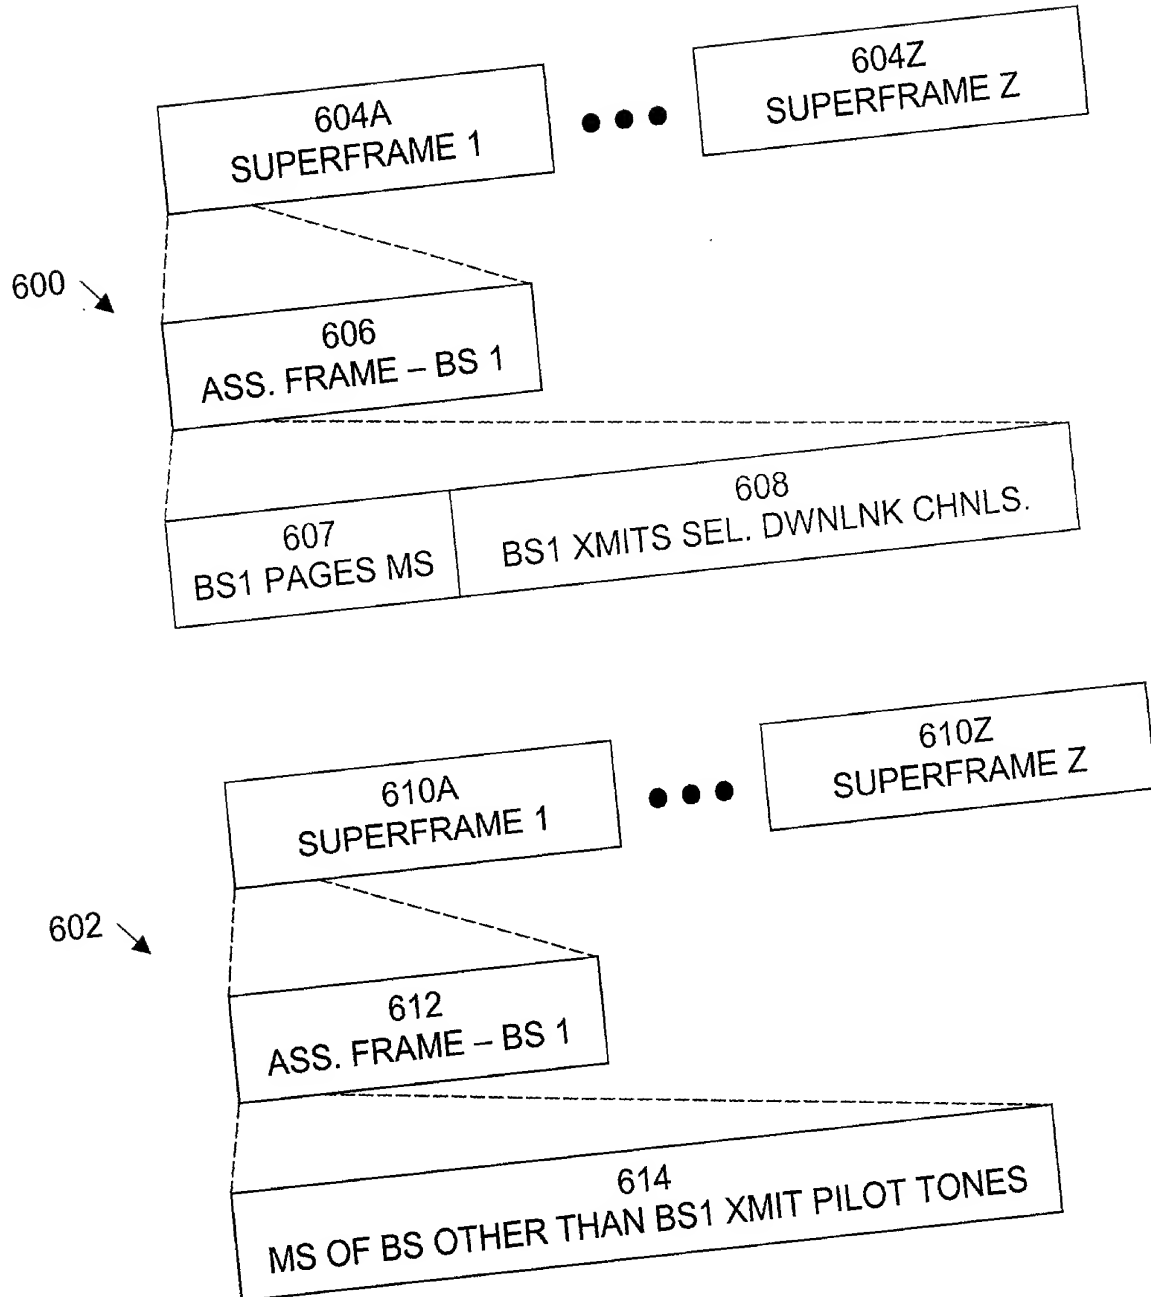 604A
SUPERFRAME 1
604Z
SUPERFRAME Z
600
606
ASS. FRAME – BS 1
607
BS1 PAGES MS
608
BS1 XMITS SEL. DWNLNK CHNLS.
610A
SUPERFRAME 1
610Z
SUPERFRAME Z
602
612
ASS. FRAME – BS 1
614
MS OF BS OTHER THAN BS1 XMIT PILOT TONES